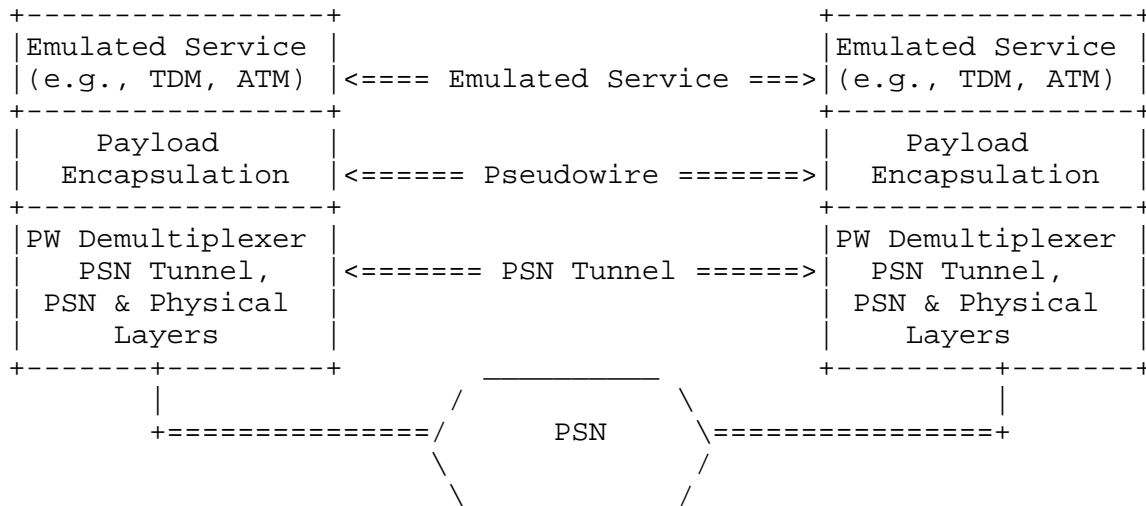 +-----------------+                           +-----------------+
|Emulated Service |                           |Emulated Service |
|(e.g., TDM, ATM) |<==== Emulated Service ===>|(e.g., TDM, ATM) |
+-----------------+                           +-----------------+
|     Payload     |                           |     Payload     |
|  Encapsulation  |<====== Pseudowire =======>|  Encapsulation  |
+-----------------+                           +-----------------+
|PW Demultiplexer |                           |PW Demultiplexer |
|   PSN Tunnel,   |<======= PSN Tunnel ======>|  PSN Tunnel,    |
| PSN & Physical  |                           | PSN & Physical  |
|     Layers      |                           |    Layers       |
+-------+---------+        __________         +---------+-------+
        |                 /          \                  |
        +===============/     PSN     \================+
                        \             /
                         \           /